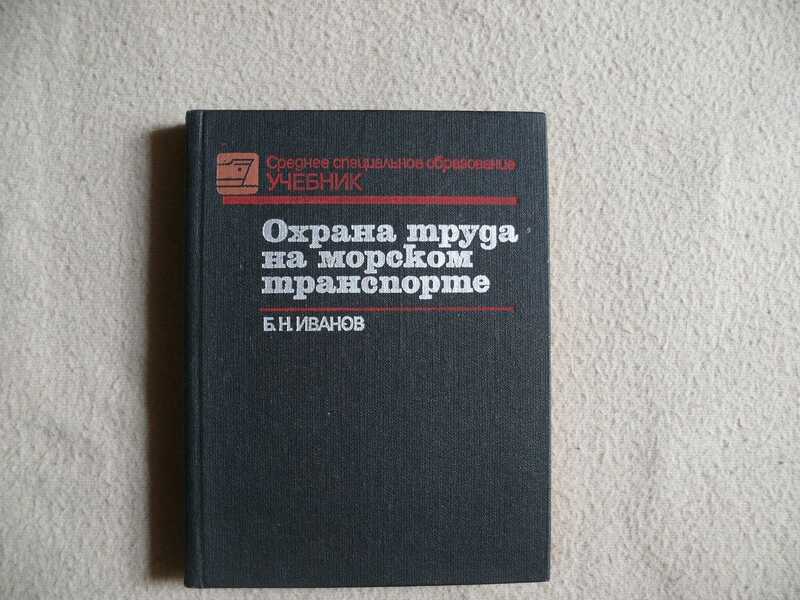 Среднее специальное образование
УЧЕБНИК
Охрана труда
на морском
транспорте
Б.Н.ИВАНОВ